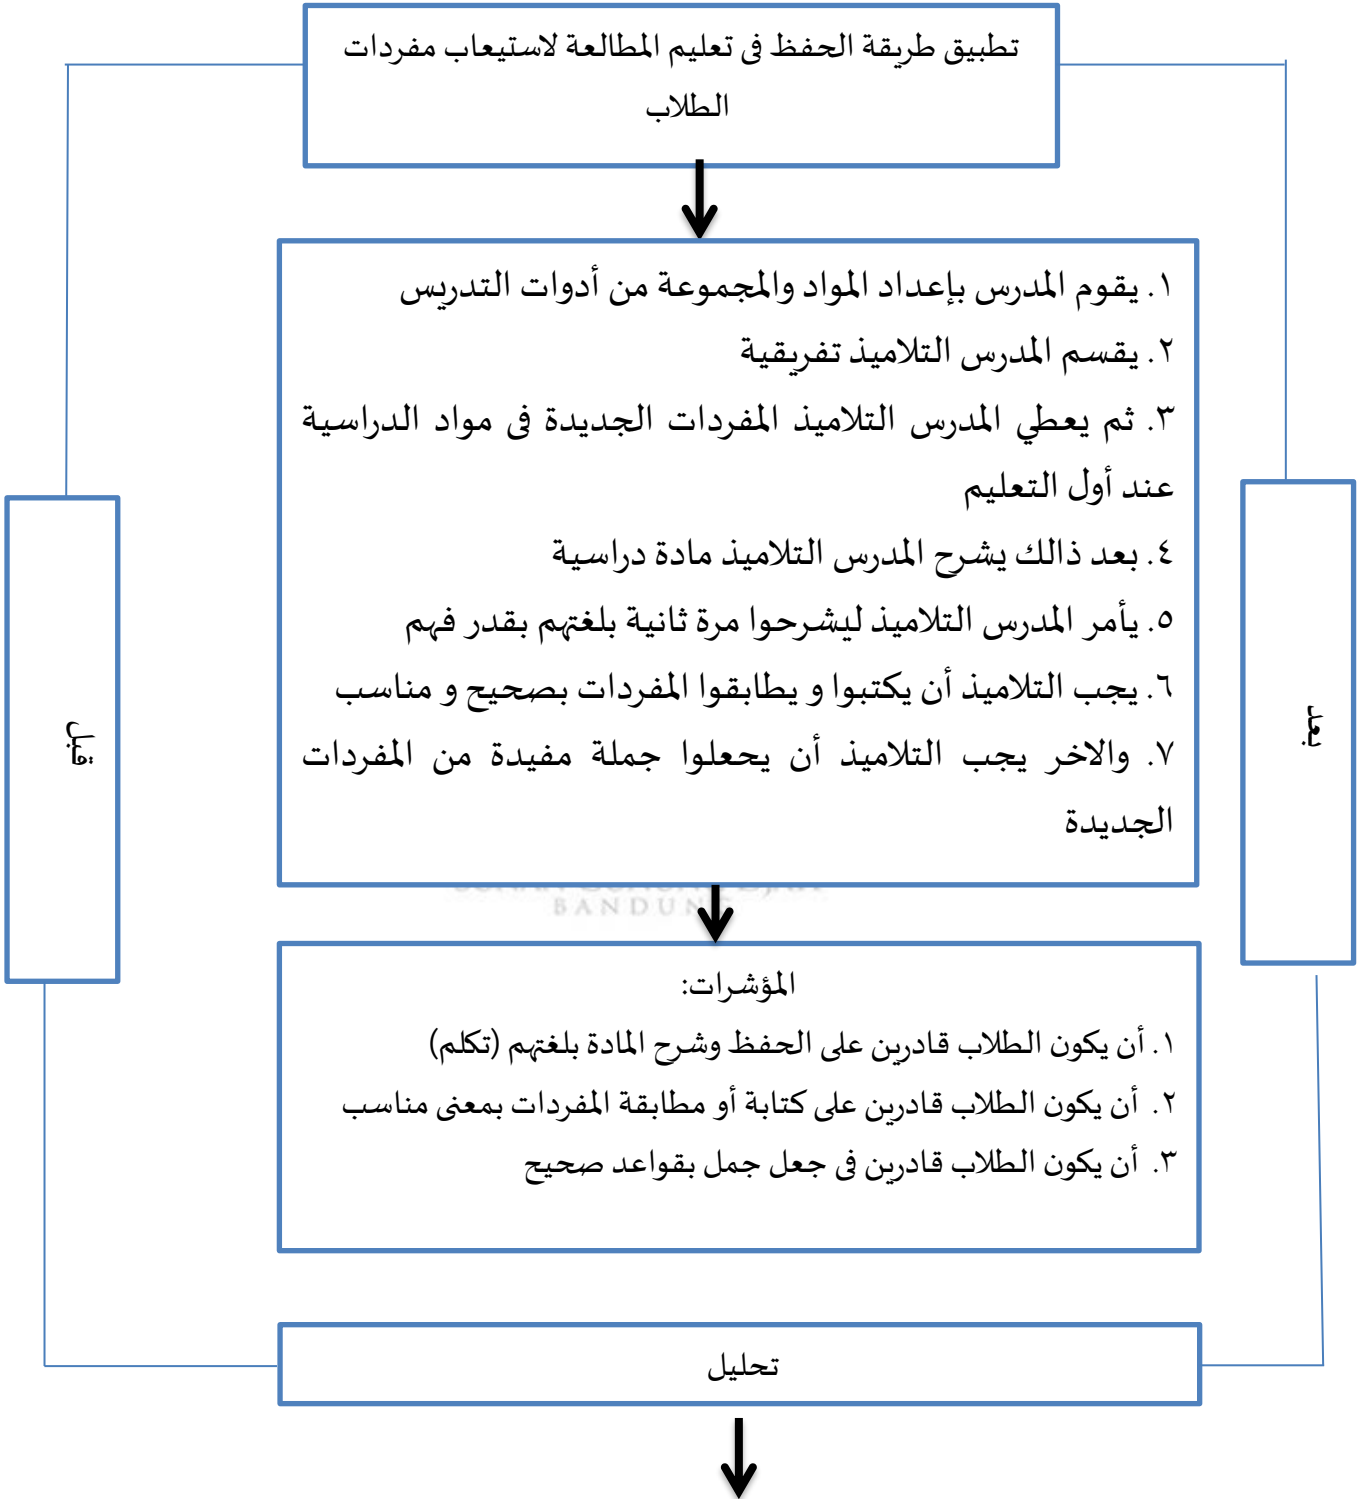 تطبيق طريقة الحفظ فى تعليم المطالعة لاستيعاب مفردات
الطلاب
١. يقوم المدرس بإعداد المواد والمجموعة من أدوات التدريس
٢. يقسم المدرس التلاميذ تفريقية
٣. ثم يعطي المدرس التلاميذ المفردات الجديدة فى مواد الدراسية
عند أول التعليم
٤. بعد ذالك يشرح المدرس التلاميذ مادة دراسية
٥. يأمر المدرس التلاميذ ليشرحوا مرة ثانية بلغتهم بقدر فهم
٦. يجب التلاميذ أن يكتبوا و يطابقوا المفردات بصحيح و مناسب
٧. والاخر يجب التلاميذ أن يحعلوا جملة مفيدة من المفردات
الجديدة
بعد
قبل
BANDUNG
المؤشرات:
١. أن يكون الطلاب قادرين على الحفظ وشرح المادة بلغتهم (تكلم)
٢. أن يكون الطلاب قادرين على كتابة أو مطابقة المفردات بمعنى مناسب
٣. أن يكون الطلاب قادرين فى جعل جمل بقواعد صحيح
تحليل